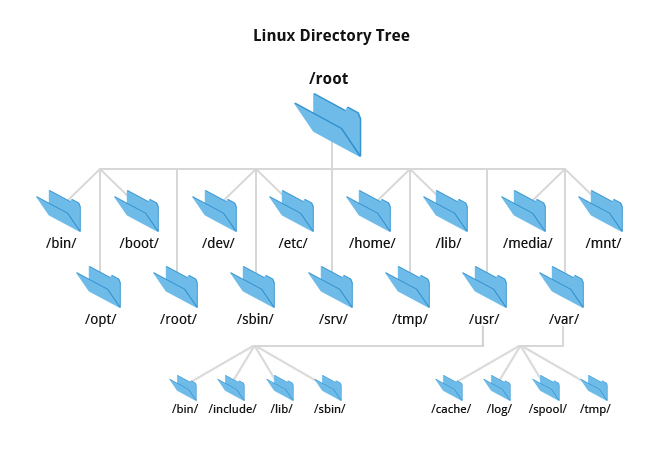 Linux Directory Tree
/root
/bin/ /boot/ /dev/ /etc/ /home/ /lib/ /media/ /mnt/
/opt/ /root/ /sbin/ /srv/ /tmp/ /usr/ /var/
/bin/ /include/ /lib/ /sbin/ /cache/ /log/ /spool/ /tmp/